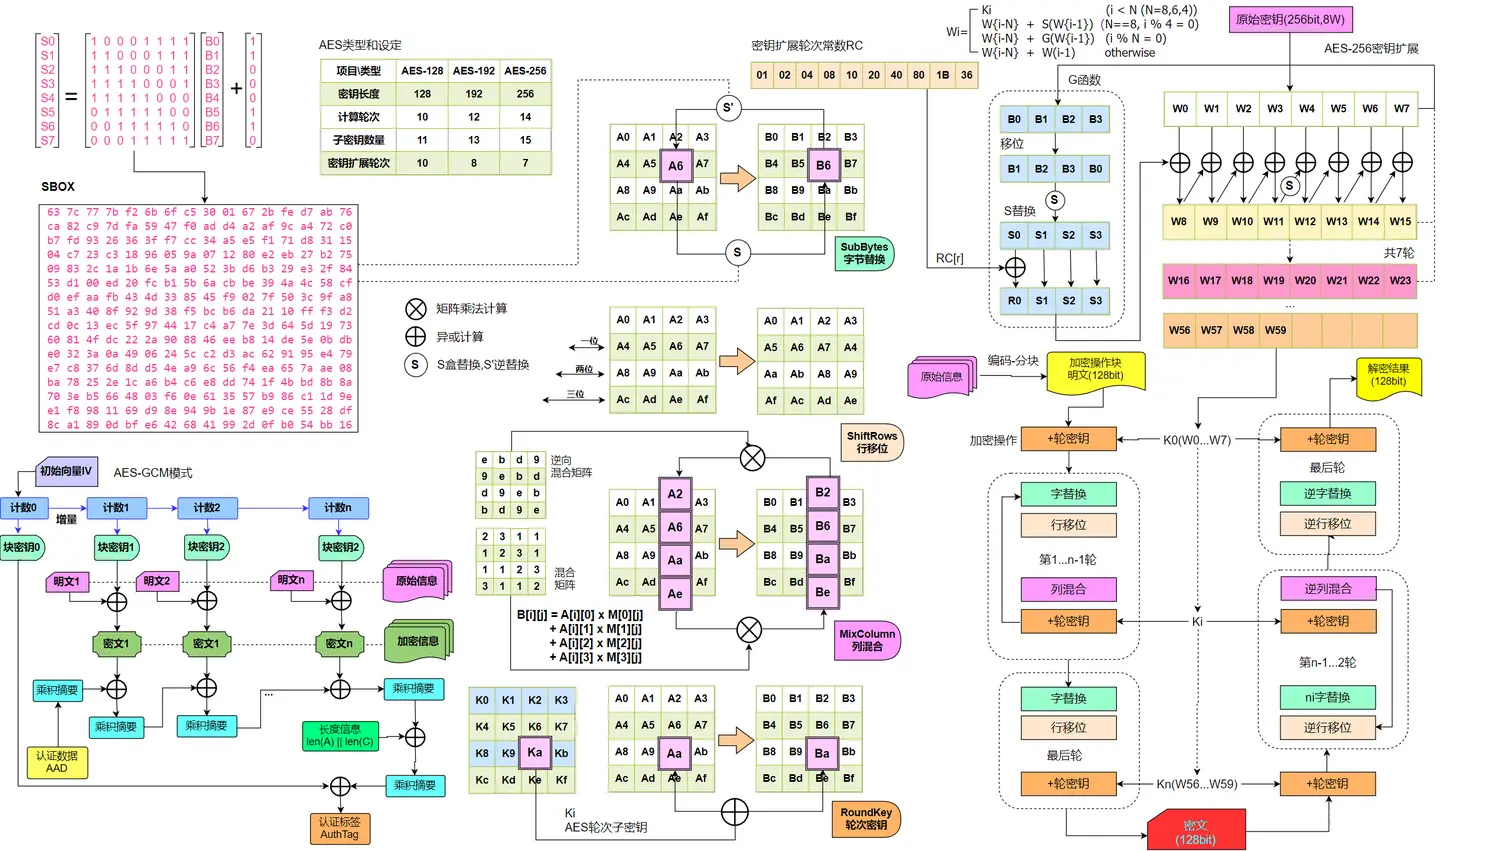 S0 1 0 0 0 1 1 1 1 B0 1
S1 1 1 0 0 0 1 1 1 B1 1
S2 1 1 1 0 0 0 1 1 B2 0
S3 1 1 1 1 0 0 0 1 B3 0
S4 = 1 1 1 1 1 0 0 0 B4 + 0
S5 0 1 1 1 1 1 0 0 B5 1
S6 0 0 1 1 1 1 1 0 B6 1
S7 0 0 0 1 1 1 1 1 B7 0
SBOX
63 7c 77 7b f2 6b 6f c5 30 01 67 2b fe d7 ab 76
ca 82 c9 7d fa 59 47 f0 ad d4 a2 af 9c a4 72 c0
b7 fd 93 26 36 3f f7 cc 34 a5 e5 f1 71 d8 31 15
04 c7 23 c3 18 96 05 9a 07 12 80 e2 eb 27 b2 75
09 83 2c 1a 1b 6e 5a a0 52 3b d6 b3 29 e3 2f 84
53 d1 00 ed 20 fc b1 5b 6a cb be 39 4a 4c 58 cf
d0 ef aa fb 43 4d 33 85 45 f9 02 7f 50 3c 9f a8
51 a3 40 8f 92 9d 38 f5 bc b6 da 21 10 ff f3 d2
cd 0c 13 ec 5f 97 44 17 c4 a7 7e 3d 64 5d 19 73
60 81 4f dc 22 2a 90 88 46 ee b8 14 de 5e 0b db
e0 32 3a 0a 49 06 24 5c c2 d3 ac 62 91 95 e4 79
e7 c8 37 6d 8d d5 4e a9 6c 56 f4 ea 65 7a ae 08
ba 78 25 2e 1c a6 b4 c6 e8 dd 74 1f 4b bd 8b 8a
70 3e b5 66 48 03 f6 0e 61 35 57 b9 86 c1 1d 9e
e1 f8 98 11 69 d9 8e 94 9b 1e 87 e9 ce 55 28 df
8c a1 89 0d bf e6 42 68 41 99 2d 0f b0 54 bb 16
AES类型和设定
项目\类型 AES-128 AES-192 AES-256
密钥长度 128 192 256
计算轮次 10 12 14
子密钥数量 11 13 15
密钥扩展轮次 10 8 7
密钥扩展轮次常数RC
01 02 04 08 10 20 40 80 1B 36
S'
A0 A1 A2 A3 B0 B1 B2 B3
A4 A5 A6 A7 B4 B5 B6 B7
A8 A9 Aa Ab B8 B9 Ba Bb
Ac Ad Ae Af Bc Bd Be Bf
S
SubBytes
字节替换
矩阵乘法计算
异或计算
S S盒替换,S'逆替换
A0 A1 A2 A3 A0 A1 A2 A3
一位 A4 A5 A6 A7 A5 A6 A7 A4
两位 A8 A9 Aa Ab Aa Ab A8 A9
三位 Ac Ad Ae Af Af Ac Ad Ae
ShiftRows
行移位
e b d 9
9 e b d
d 9 e b
b d 9 e
逆向
混合矩阵
2 3 1 1
1 2 3 1
1 1 2 3
3 1 1 2
混合
矩阵
A0 A1 A2 A3 B0 B1 B2 B3
A4 A5 A6 A7 B4 B5 B6 B7
A8 A9 Aa Ab B8 B9 Ba Bb
Ac Ad Ae Af Bc Bd Be Bf
B[i][j] = A[i][0] x M[0][j]
+ A[i][1] x M[1][j]
+ A[i][2] x M[2][j]
+ A[i][3] x M[3][j]
MixColumn
列混合
K0 K1 K2 K3 A0 A1 A2 A3 B0 B1 B2 B3
K4 K5 K6 K7 A4 A5 A6 A7 B4 B5 B6 B7
K8 K9 Ka Kb A8 A9 Aa Ab B8 B9 Ba Bb
Kc Kd Ke Kf Ac Ad Ae Af Bc Bd Be Bf
Ki
AES轮次子密钥
RoundKey
轮次密钥
初始向量IV AES-GCM模式
计数0 计数1 计数2 计数n
增量
块密钥0 块密钥1 块密钥2 块密钥2
明文1 明文2 明文n 原始信息
密文1 密文1 密文n 加密信息
乘积摘要 ... 乘积摘要
乘积摘要 乘积摘要
长度信息
len(A) || len(C)
认证数据
AAD
乘积摘要
认证标签
AuthTag
Wi=
Ki (i < N (N=8,6,4))
W{i-N} + S(W{i-1}) (N==8, i % 4 = 0)
W{i-N} + G(W{i-1}) (i % N = 0)
W{i-N} + W(i-1) otherwise
原始密钥(256bit,8W)
AES-256密钥扩展
G函数
B0 B1 B2 B3
移位
B1 B2 B3 B0
S
S替换
S0 S1 S2 S3
RC[r]
R0 S1 S2 S3
W0 W1 W2 W3 W4 W5 W6 W7
S
W8 W9 W10 W11 W12 W13 W14 W15
共7轮
W16 W17 W18 W19 W20 W21 W22 W23
...
W56 W57 W58 W59
原始信息
编码-分块
加密操作块
明文(128bit)
解密结果
(128bit)
加密操作 +轮密钥 K0(W0...W7) +轮密钥
最后轮
字替换 逆字替换
行移位 逆行移位
第1...n-1轮
列混合 逆列混合
+轮密钥 Ki +轮密钥
第n-1...2轮
字替换 ni字替换
行移位 逆行移位
最后轮
+轮密钥 Kn(W56...W59) +轮密钥
密文
(128bit)